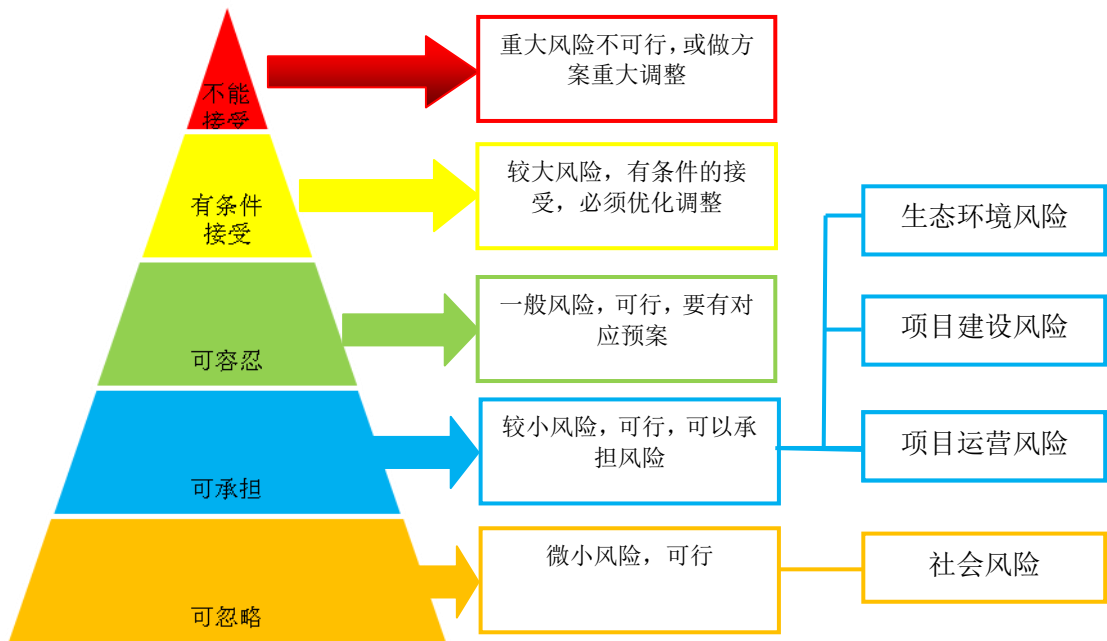 不能
接受
重大风险不可行，或做方
案重大调整
有条件
接受
较大风险，有条件的接
受，必须优化调整
可容忍
一般风险，可行，要有对
应预案
可承担
较小风险，可行，可以承
担风险
生态环境风险
项目建设风险
项目运营风险
可忽略
微小风险，可行
社会风险